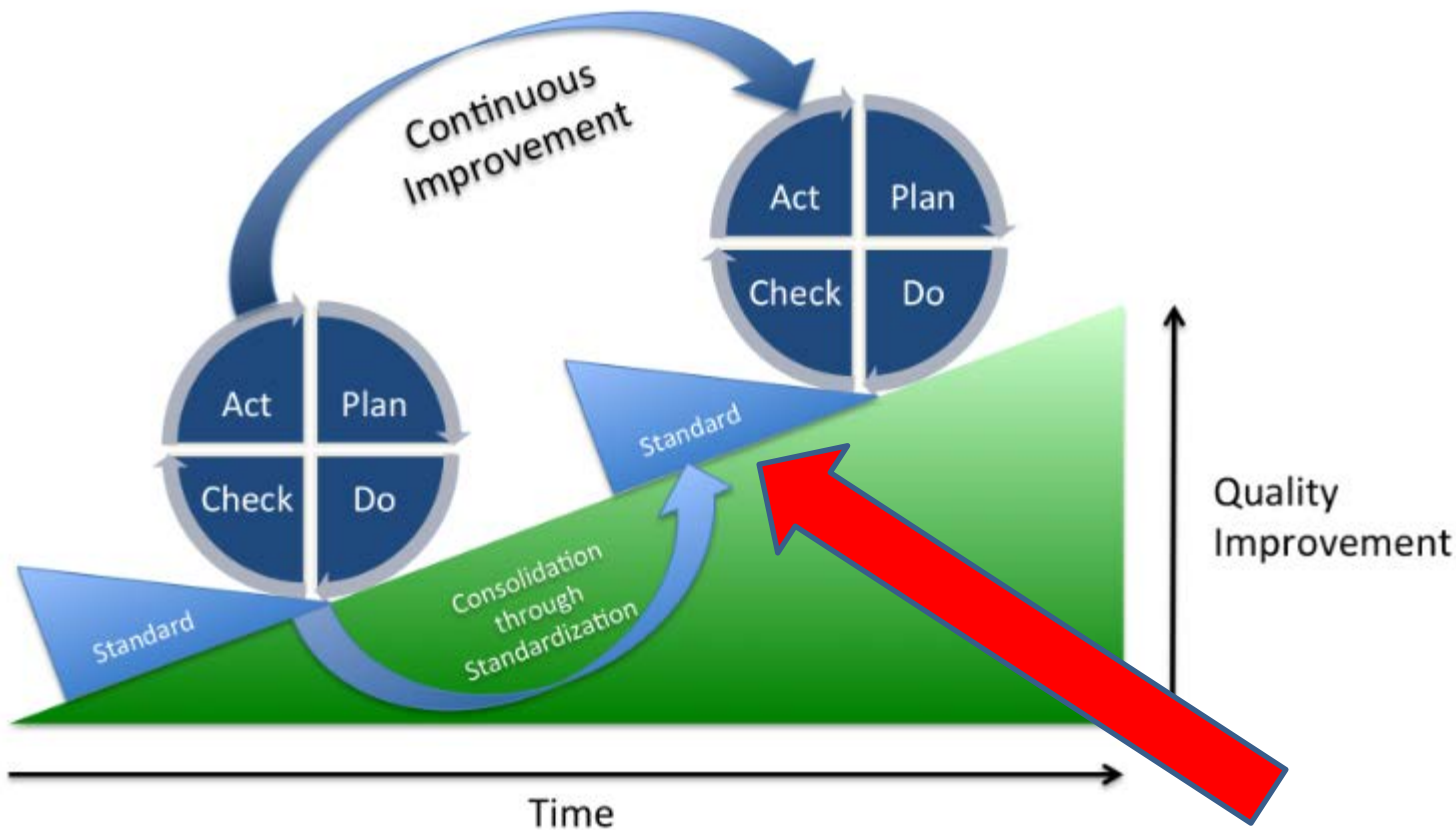 Continuous
Improvement
Act
Plan
Check
Do
Act
Plan
Check
Do
Standard
Standard
Consolidation
through
Standardization
Quality
Improvement
Time